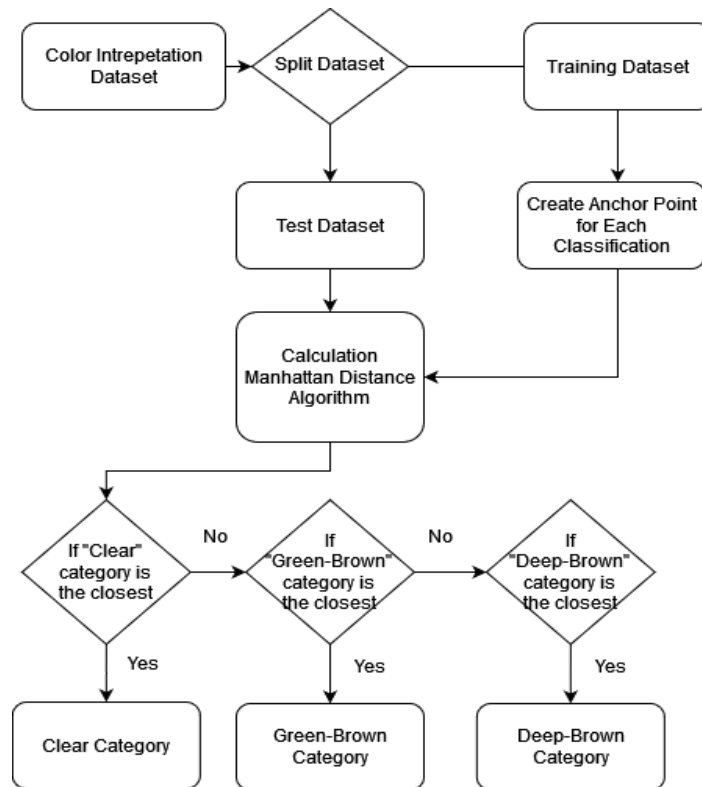 Color Intrepetation
Dataset
Split Dataset
Training Dataset
Test Dataset
Create Anchor Point
for Each
Classification
Calculation
Manhattan Distance
Algorithm
If "Clear"
category is
the closest
No
If
"Green-Brown"
category is
the closest
No
If
"Deep-Brown"
category is
the closest
Yes
Yes
Yes
Clear Category
Green-Brown
Category
Deep-Brown
Category